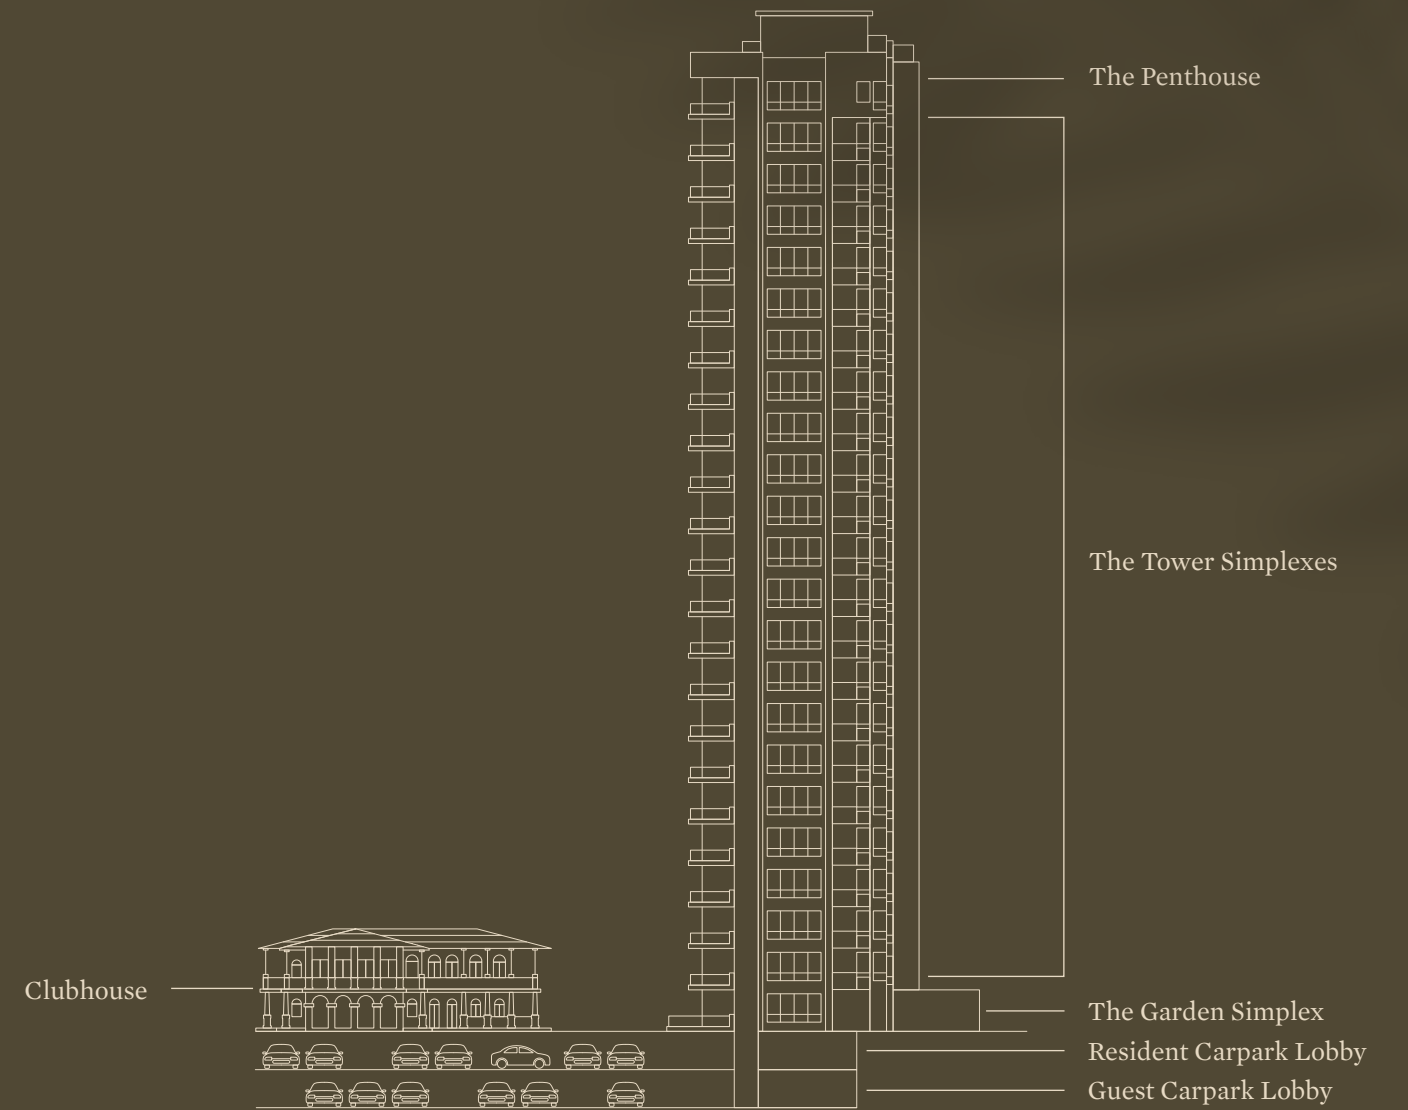 The Penthouse
The Tower Simplexes
Clubhouse
The Garden Simplex
Resident Carpark Lobby
Guest Carpark Lobby